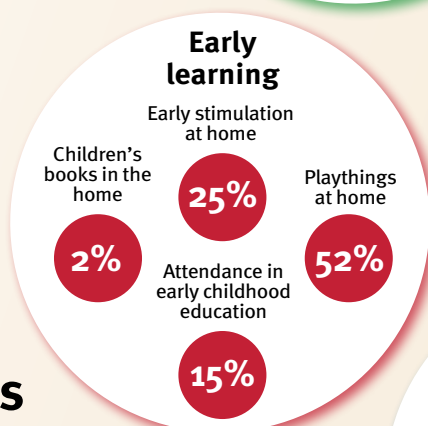 Early
learning
Early stimulation
at home
25%
Children's
books in the
home
2%
Playthings
at home
52%
Attendance in
early childhood
education
15%
s